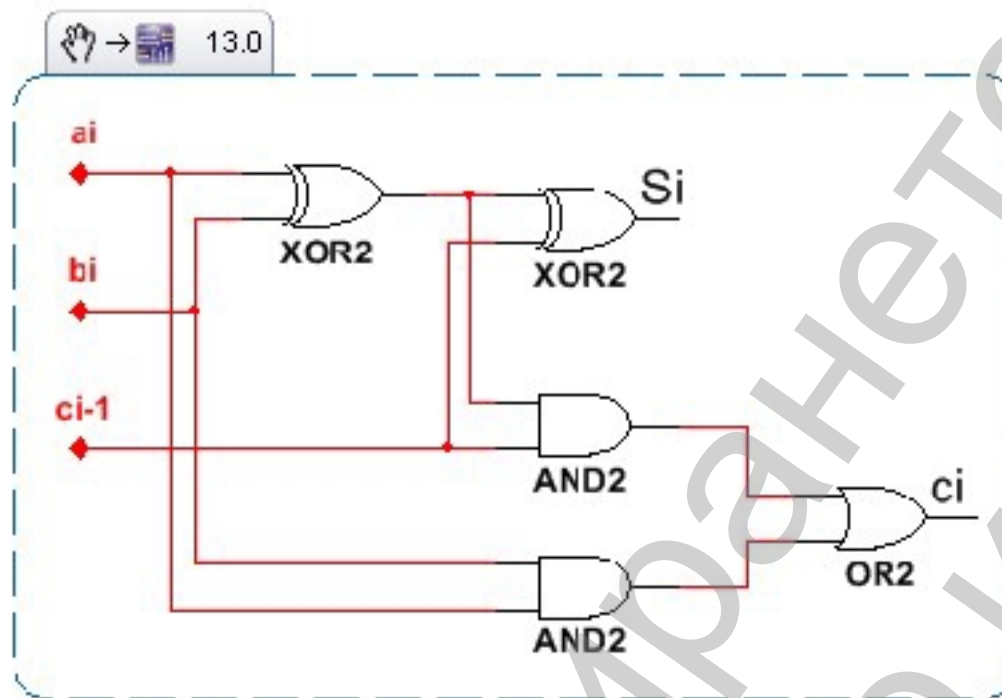 13.0
ai
Si
XOR2
XOR2
bi
ci-1
AND2
ci
OR2
AND2